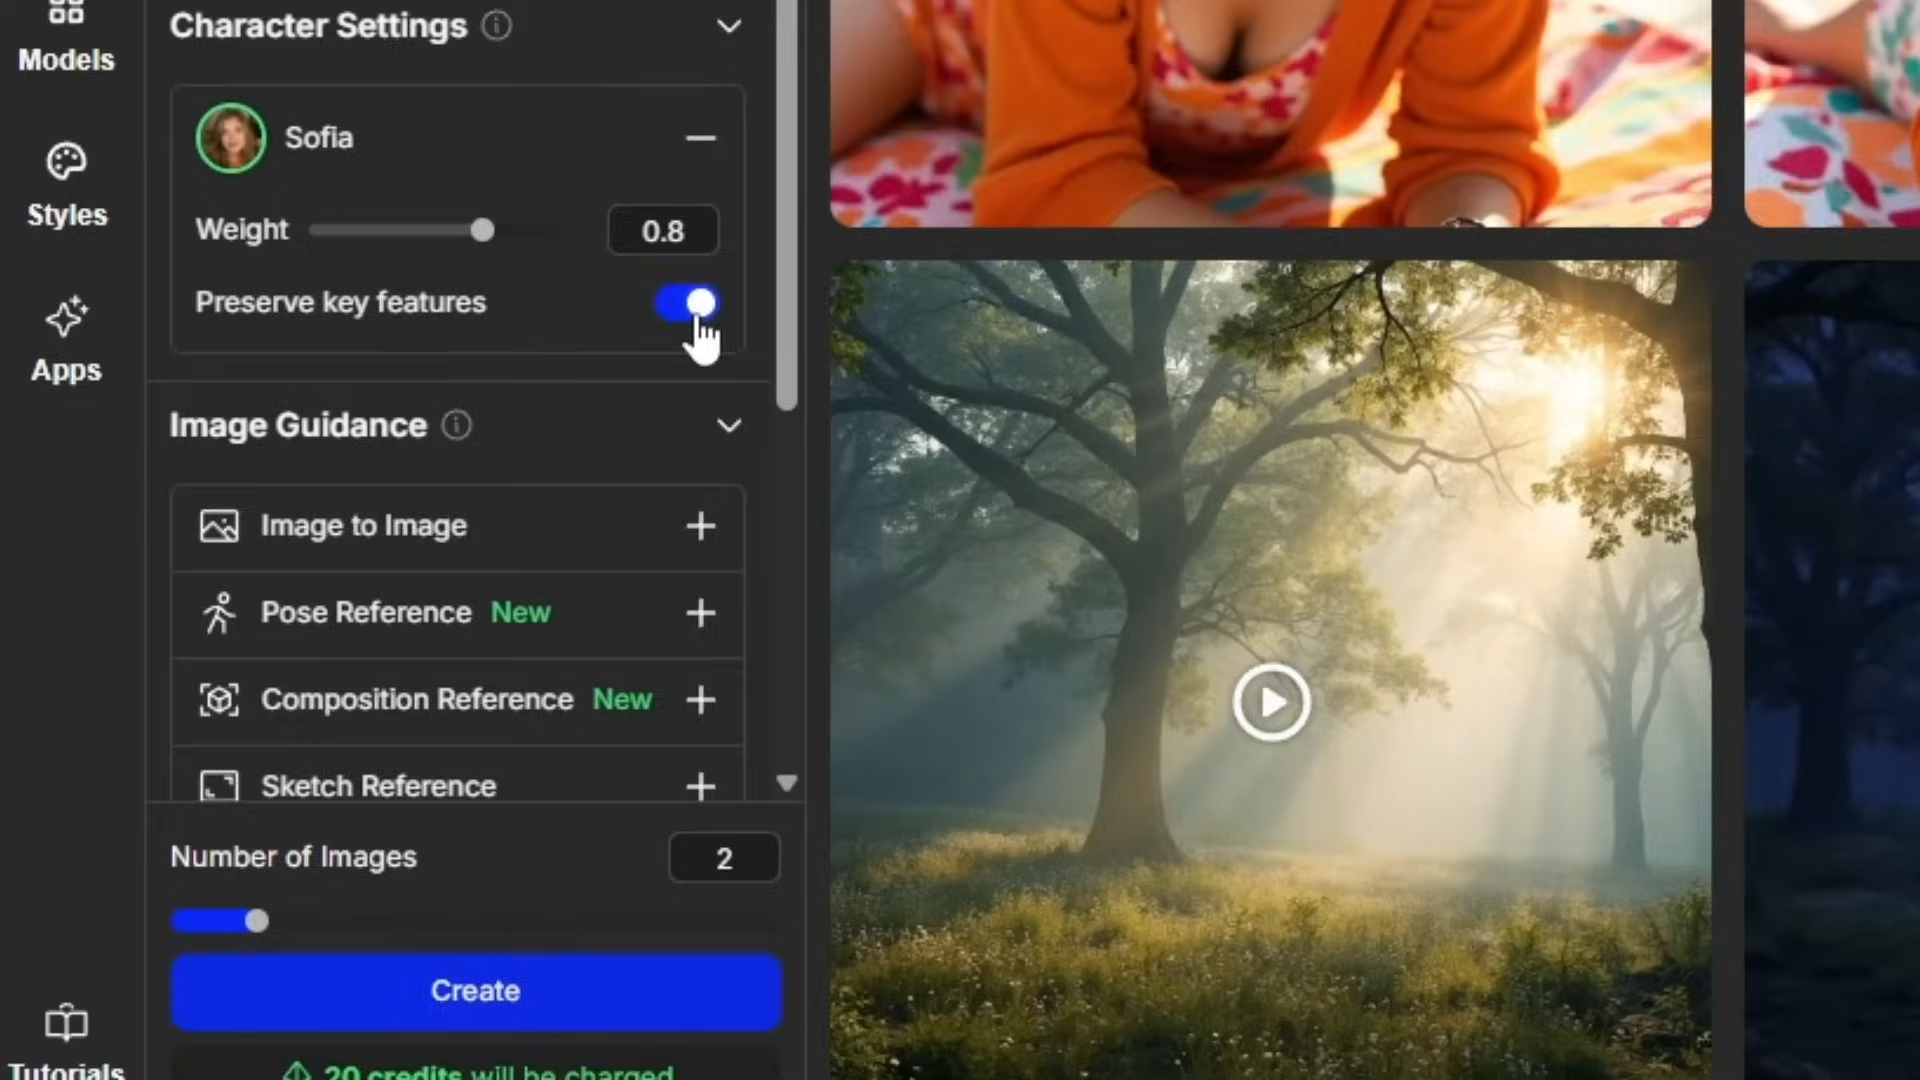 Models
Styles
Apps
Tutorials
Character Settings
Sofia
Weight 0.8
Preserve key features
Image Guidance
Image to Image
Pose Reference New
Composition Reference New
Sketch Reference
Number of Images 2
Create
20 credits will be charged